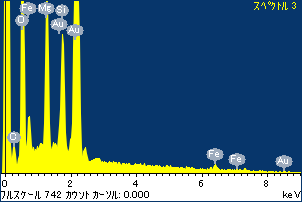 スペクトル 3
Fe Mg Si
O Au Au
O
Fe Fe Au
0 2 4 6 8
フルスケール 742 カウント カーソル: 0.000 keV